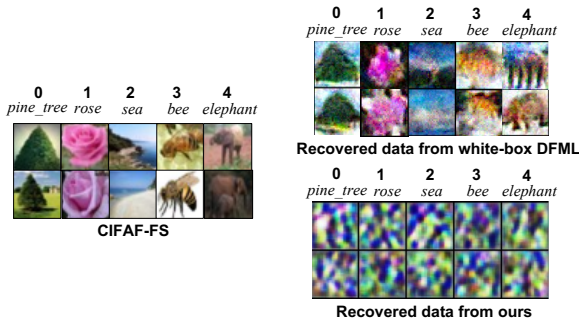 0 1 2 3 4
pine_tree rose sea bee elephant
CIFAF-FS
0 1 2 3 4
pine_tree rose sea bee elephant
Recovered data from white-box DFML
0 1 2 3 4
pine_tree rose sea bee elephant
Recovered data from ours